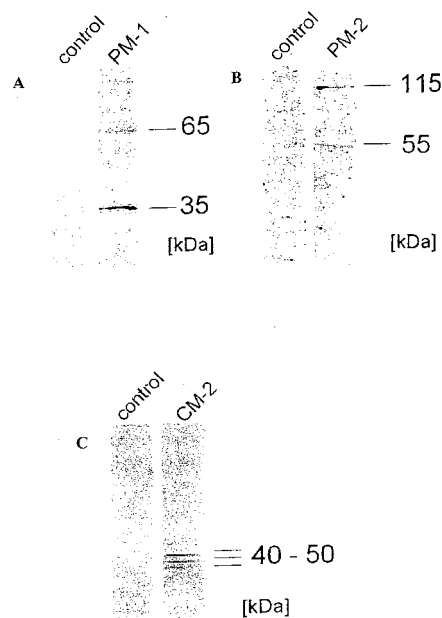 control PM-1
A
65
35
[kDa]
control PM-2
B
115
55
[kDa]
control CM-2
C
40 - 50
[kDa]